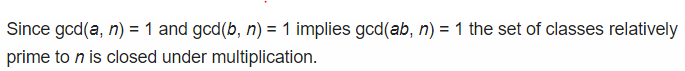 Since gcd(a, n) = 1 and gcd(b, n) = 1 implies gcd(ab, n) = 1 the set of classes relatively
prime to n is closed under multiplication.